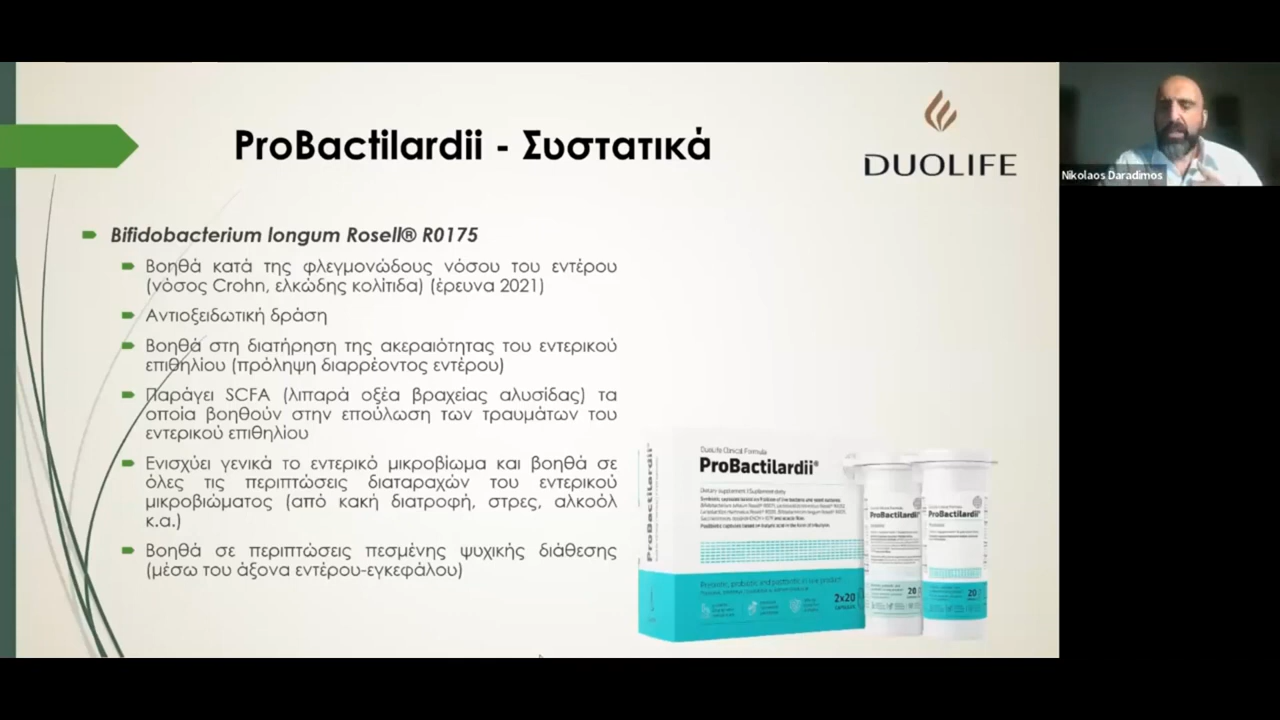 ProBactilardii - Συστατικά
DUOLIFE
Nikolaos Daradimos
Bifidobacterium longum Rosell® R0175
Βοηθά κατά της φλεγμονώδους νόσου του εντέρου
(νόσος Crohn, ελκώδης κολίτιδα) (έρευνα 2021)
Αντιοξειδωτική δράση
Βοηθά στη διατήρηση της ακεραιότητας του εντερικού
επιθηλίου (πρόληψη διαρρέοντος εντέρου)
Παράγει SCFA (λιπαρά οξέα βραχείας αλυσίδας) τα
οποία βοηθούν στην επούλωση των τραυμάτων του
εντερικού επιθηλίου
Ενισχύει γενικά το εντερικό μικροβίωμα και βοηθά σε
όλες τις περιπτώσεις διαταραχών του εντερικού
μικροβιώματος (από κακή διατροφή, στρες, αλκοόλ
κ.α.)
Βοηθά σε περιπτώσεις πεσμένης ψυχικής διάθεσης
(μέσω του άξονα εντέρου-εγκεφάλου)
DuoLife Clinical Formula
ProBactilardii®
ProBactilardii®
2x20
CAPSULES
ProBactilardii
20
ProBactilardii
20